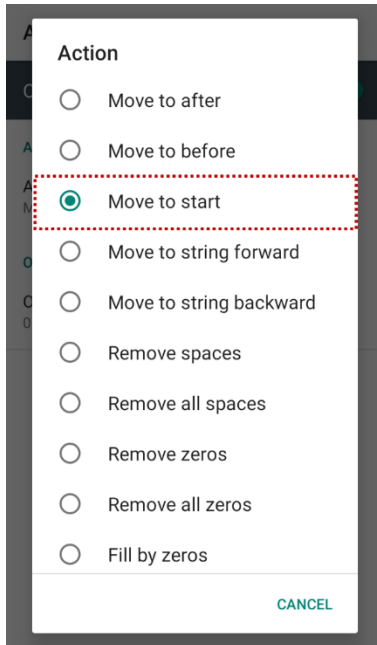 Action
Move to after
Move to before
Move to start
Move to string forward
Move to string backward
Remove spaces
Remove all spaces
Remove zeros
Remove all zeros
Fill by zeros
CANCEL